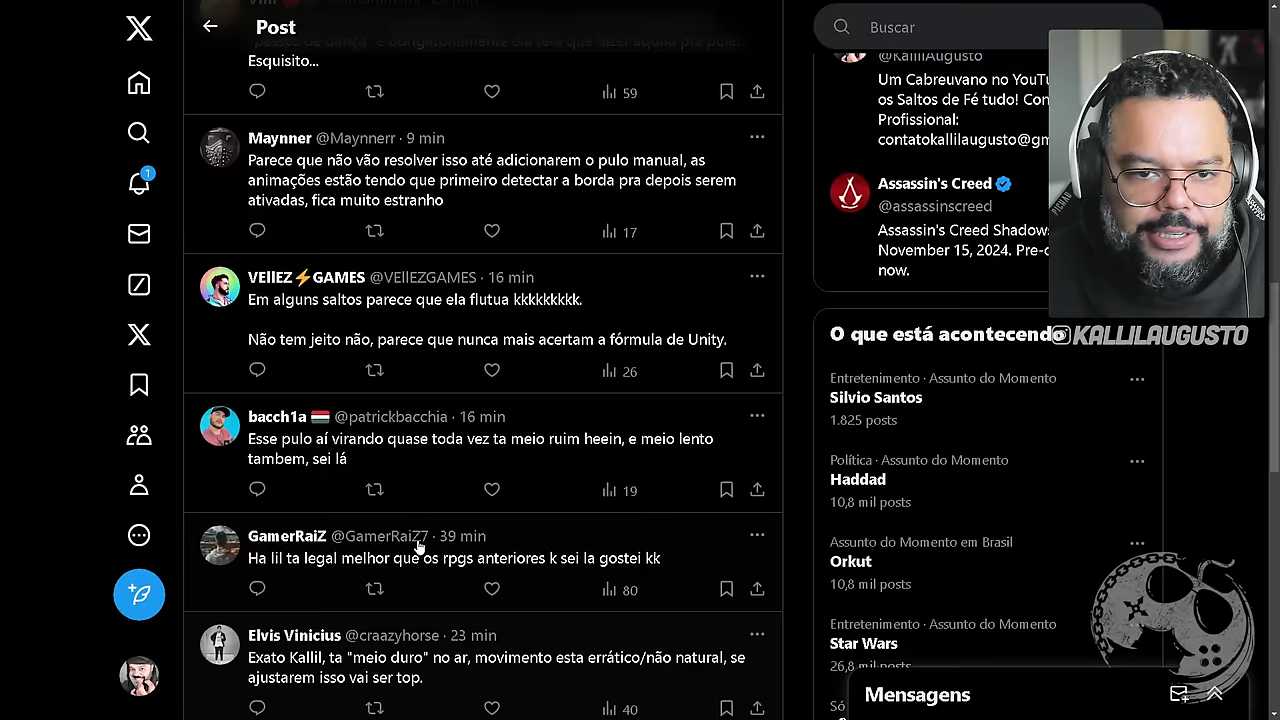 Post
Buscar
Esquisito...
59
Maynner @Maynnerr · 9 min
Parece que não vão resolver isso até adicionarem o pulo manual, as
animações estão tendo que primeiro detectar a borda pra depois serem
ativadas, fica muito estranho
17
VEllEZ⚡GAMES @VEllEZGAMES · 16 min
Em alguns saltos parece que ela flutua kkkkkkkkk.
Não tem jeito não, parece que nunca mais acertam a fórmula de Unity.
26
bacch1a @patrickbacchia · 16 min
Esse pulo aí virando quase toda vez ta meio ruim heein, e meio lento
tambem, sei lá
19
GamerRaiZ @GamerRaiZ7 · 39 min
Ha lil ta legal melhor que os rpgs anteriores k sei la gostei kk
80
Elvis Vinicius @craazyhorse · 23 min
Exato Kallil, ta "meio duro" no ar, movimento esta errático/não natural, se
ajustarem isso vai ser top.
40
1
@KallilAugusto
Um Cabreuvano no YouTu
os Saltos de Fé tudo! Con
Profissional:
contatokallilaugusto@gm
Assassin's Creed
@assassinscreed
Assassin's Creed Shadows
November 15, 2024. Pre-o
now.
KALLILAUGUSTO
O que está acontecendo
Entretenimento · Assunto do Momento
Silvio Santos
1.825 posts
Política · Assunto do Momento
Haddad
10,8 mil posts
Assunto do Momento em Brasil
Orkut
10,8 mil posts
Entretenimento · Assunto do Momento
Star Wars
26,8 mil posts
Mensagens